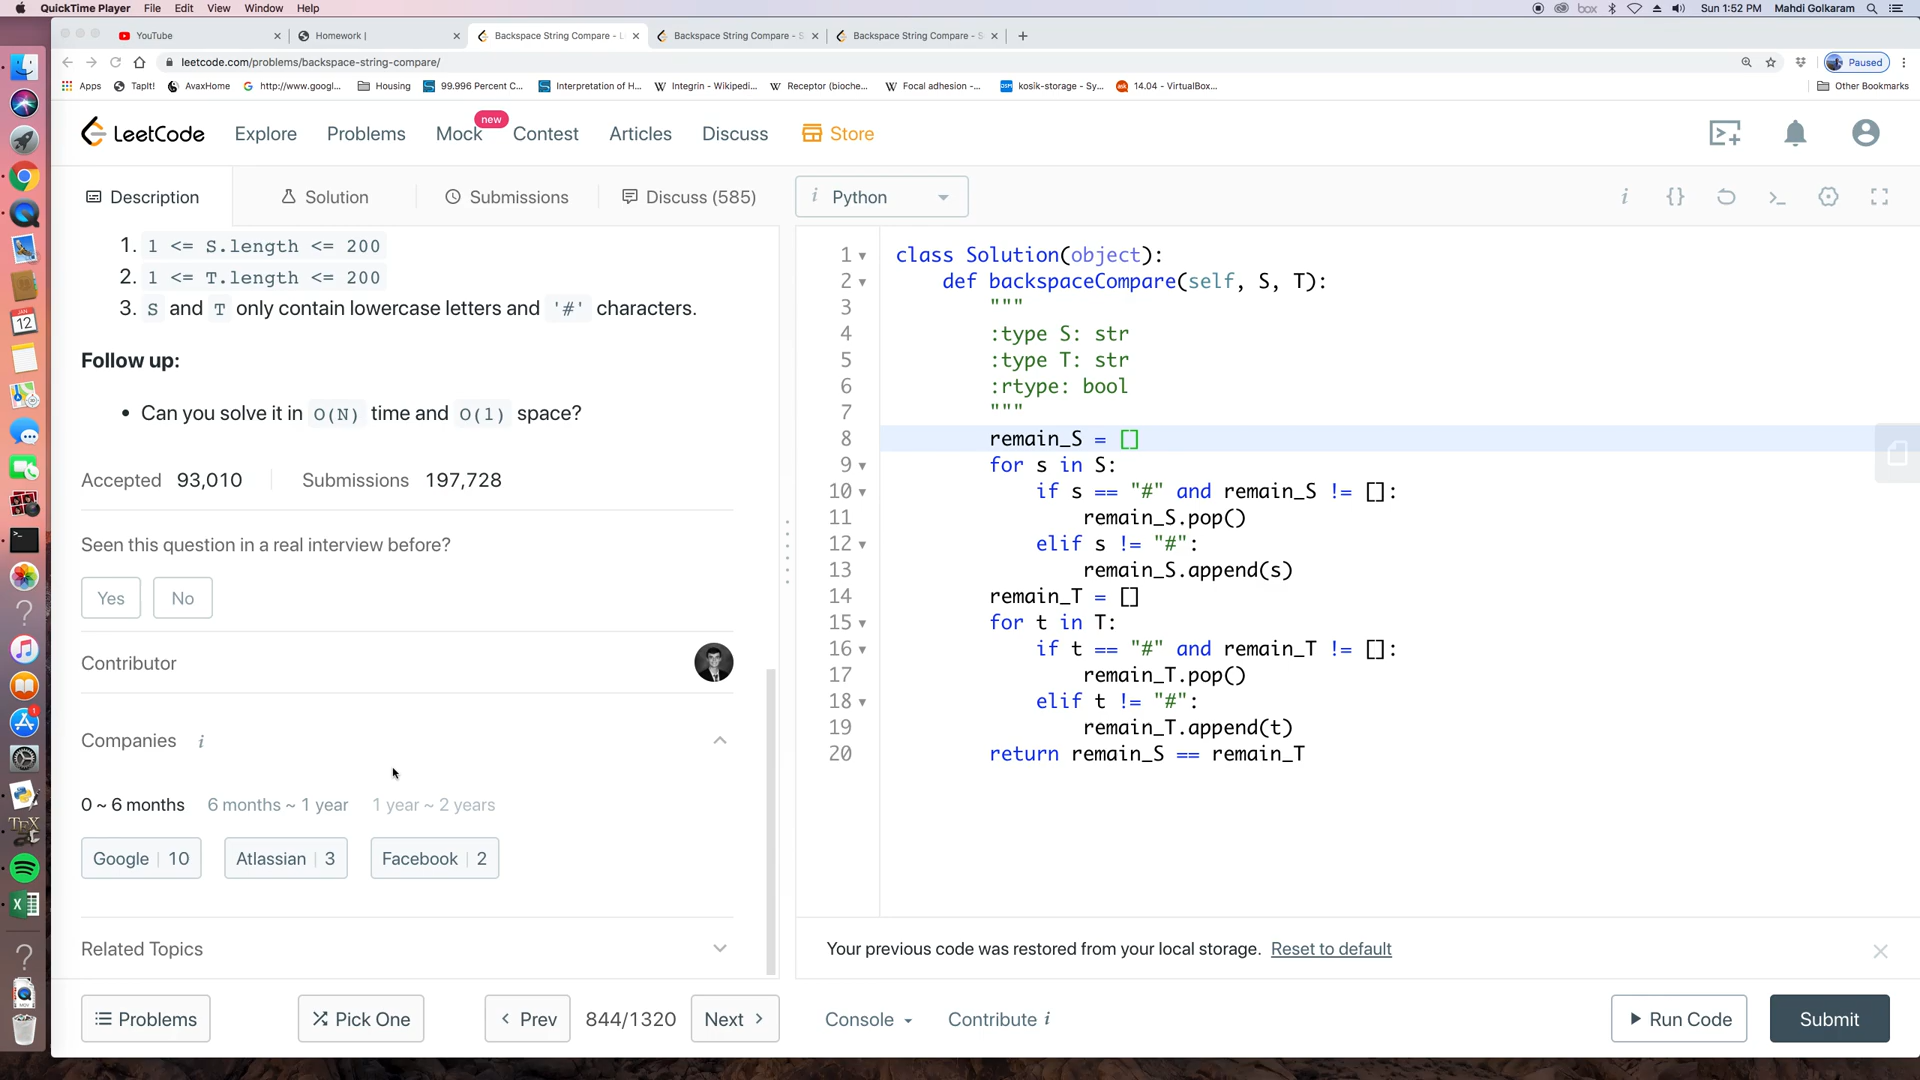 QuickTime Player File Edit View Window Help
box Sun 1:52 PM Mahdi Golkaram
YouTube
Homework |
Backspace String Compare - L
Backspace String Compare - S
Backspace String Compare - S
leetcode.com/problems/backspace-string-compare/
Paused
Apps TapIt! AvaxHome http://www.googl... Housing 99.996 Percent C... Interpretation of H... Integrin - Wikipedi... Receptor (bioche... Focal adhesion -... kosik-storage - Sy... 14.04 - VirtualBox... Other Bookmarks
LeetCode Explore Problems Mock new Contest Articles Discuss Store
Description Solution Submissions Discuss (585)
1. 1 <= S.length <= 200
2. 1 <= T.length <= 200
3. S and T only contain lowercase letters and '#' characters.
Follow up:
• Can you solve it in O(N) time and O(1) space?
Accepted 93,010 Submissions 197,728
Seen this question in a real interview before?
Yes No
Contributor
Companies i
0 ~ 6 months 6 months ~ 1 year 1 year ~ 2 years
Google | 10 Atlassian | 3 Facebook | 2
Related Topics
Problems Pick One Prev 844/1320 Next
i Python
1 class Solution(object):
2 def backspaceCompare(self, S, T):
3 """
4 :type S: str
5 :type T: str
6 :rtype: bool
7 """
8 remain_S = []
9 for s in S:
10 if s == "#" and remain_S != []:
11 remain_S.pop()
12 elif s != "#":
13 remain_S.append(s)
14 remain_T = []
15 for t in T:
16 if t == "#" and remain_T != []:
17 remain_T.pop()
18 elif t != "#":
19 remain_T.append(t)
20 return remain_S == remain_T
Your previous code was restored from your local storage. Reset to default
Console Contribute i Run Code Submit
JAN
12
1
TEX